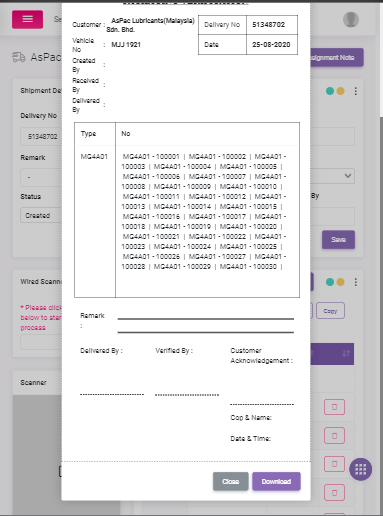 Customer : AsPac Lubricants(Malaysia) Sdn. Bhd.
Delivery No 51348702
Vehicle No : MJJ 1921
Date 25-08-2020
Created By :
Received By :
Delivered By :
Type No
MG4A01 MG4A01 - 100001 | MG4A01 - 100002 | MG4A01 -
100003 | MG4A01 - 100004 | MG4A01 - 100005 |
MG4A01 - 100006 | MG4A01 - 100007 | MG4A01 -
100008 | MG4A01 - 100009 | MG4A01 - 100010 |
MG4A01 - 100011 | MG4A01 - 100012 | MG4A01 -
100013 | MG4A01 - 100014 | MG4A01 - 100015 |
MG4A01 - 100016 | MG4A01 - 100017 | MG4A01 -
100018 | MG4A01 - 100019 | MG4A01 - 100020 |
MG4A01 - 100021 | MG4A01 - 100022 | MG4A01 -
100023 | MG4A01 - 100024 | MG4A01 - 100025 |
MG4A01 - 100026 | MG4A01 - 100027 | MG4A01 -
100028 | MG4A01 - 100029 | MG4A01 - 100030 |
Remark :
Delivered By : Verified By : Customer Acknowledgement :
Cop & Name:
Date & Time:
Close Download
AsPac
Shipment
Delivery No
51348702
Remark
-
Status
Created
By
Save
Wired
* Please
below to
process
Copy
Scanner